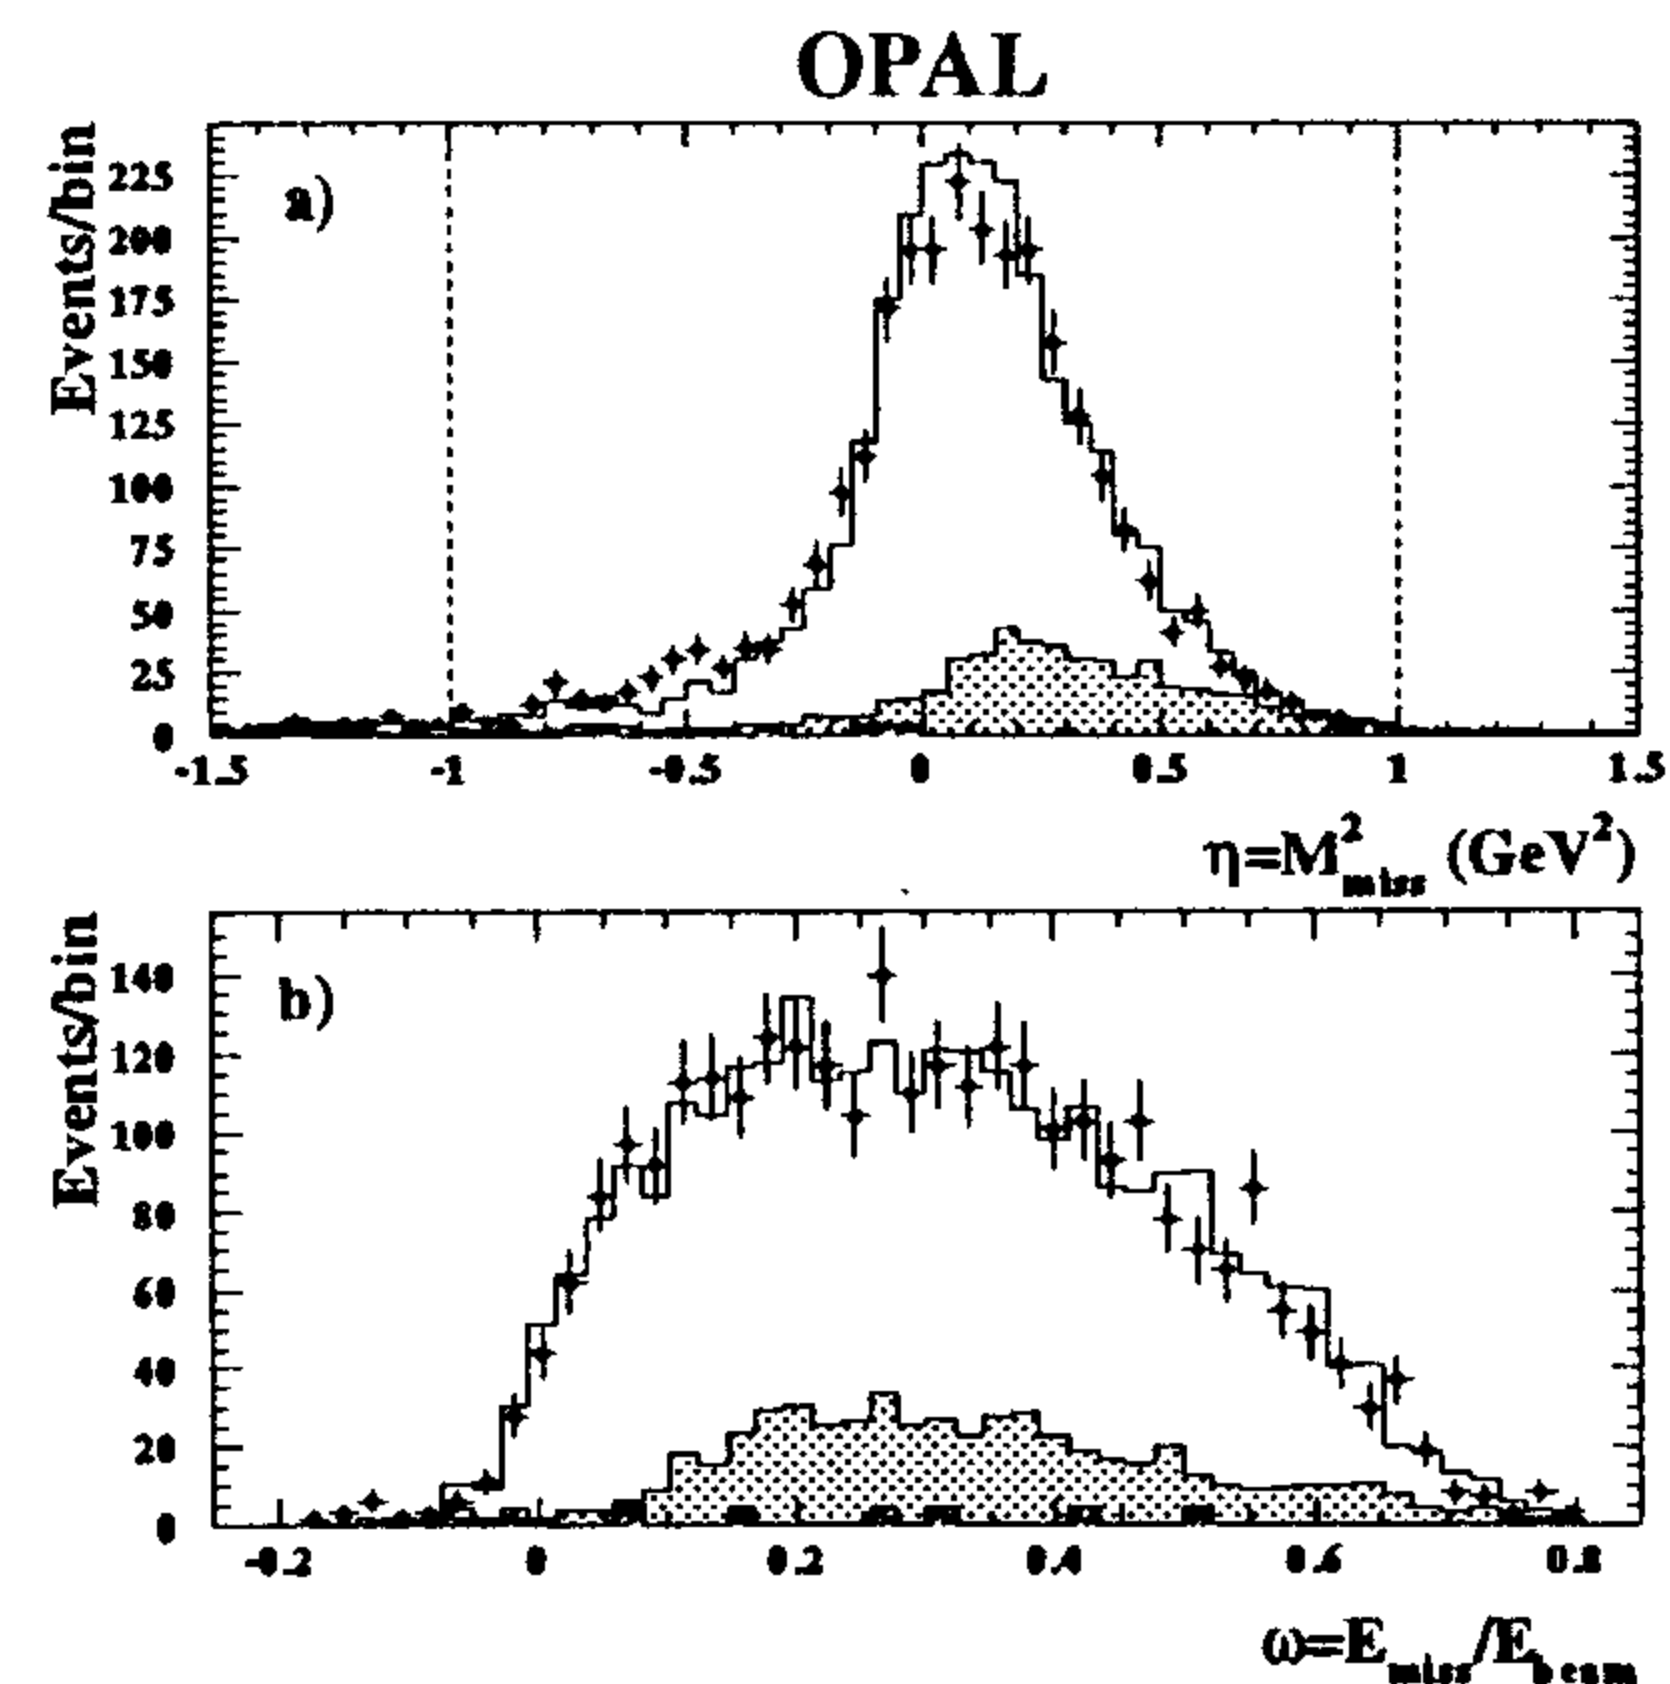 OPAL
Events/bin
a)
225
200
175
150
125
100
75
50
25
0
-1.5 -1 -0.5 0 0.5 1 1.5
η=M²miss (GeV²)
Events/bin
b)
140
120
100
80
60
40
20
0
-0.2 0 0.2 0.4 0.6 0.8
ω=Emiss/Ebeam